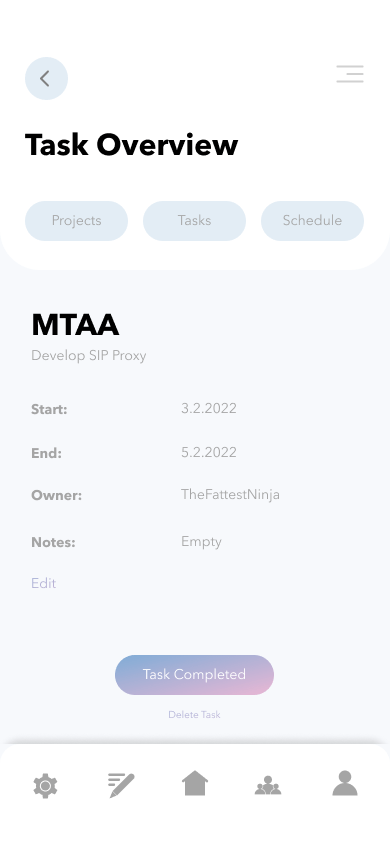 Task Overview
Projects Tasks Schedule
MTAA
Develop SIP Proxy
Start: 3.2.2022
End: 5.2.2022
Owner: TheFattestNinja
Notes: Empty
Edit
Task Completed
Delete Task